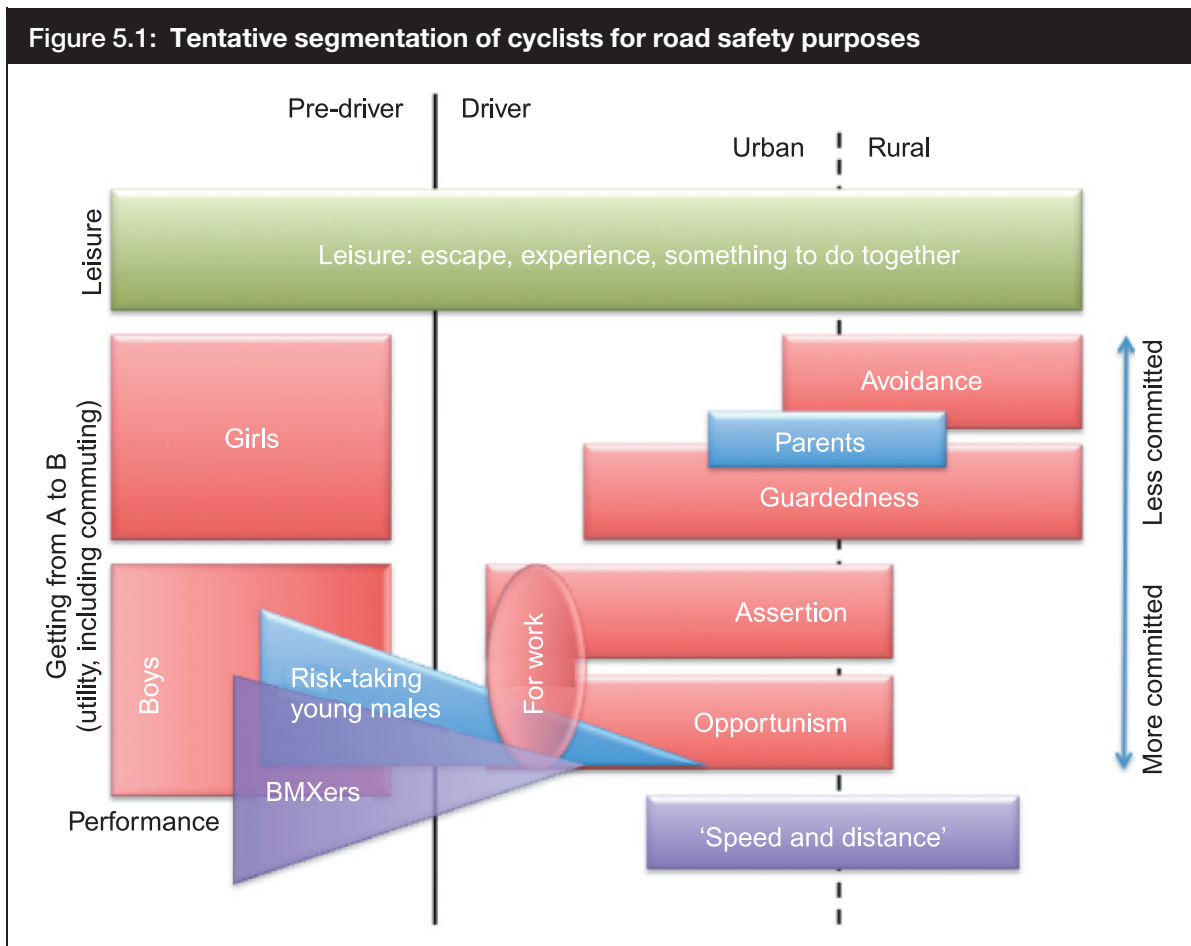 Figure 5.1: Tentative segmentation of cyclists for road safety purposes
Pre-driver
Driver
Urban
Rural
Leisure
Leisure: escape, experience, something to do together
Getting from A to B
(utility, including commuting)
Girls
Avoidance
Parents
Guardedness
Less committed
Boys
Risk-taking
young males
For work
Assertion
Opportunism
More committed
BMXers
Performance
‘Speed and distance’